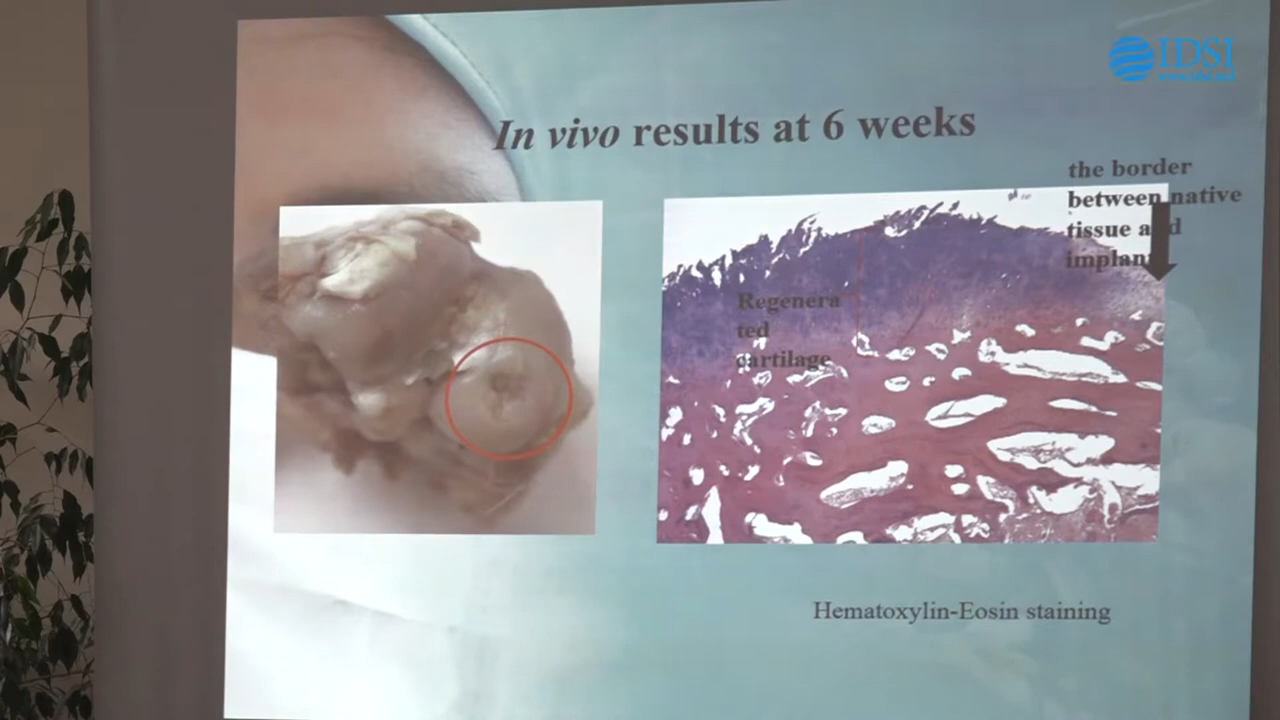 IDSI
In vivo results at 6 weeks
the border
between native
tissue and
implant
Regenera
ted
cartilage
Hematoxylin-Eosin staining